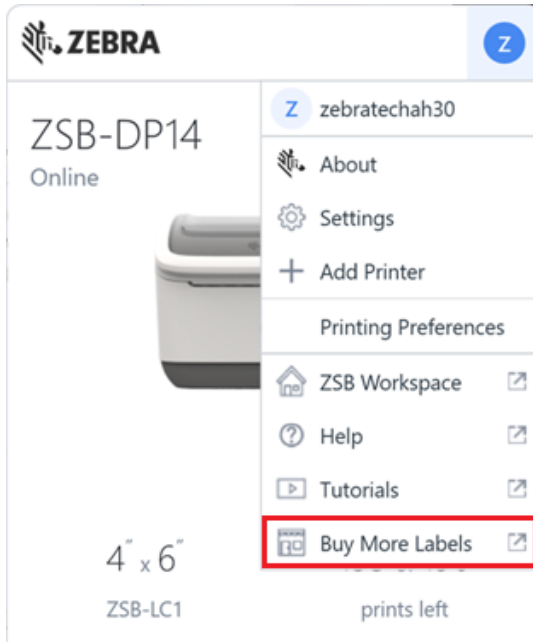 ZEBRA
Z
Z zebratechah30
ZSB-DP14
Online
About
Settings
Add Printer
Printing Preferences
ZSB Workspace
Help
Tutorials
Buy More Labels
4" x 6"
ZSB-LC1
prints left